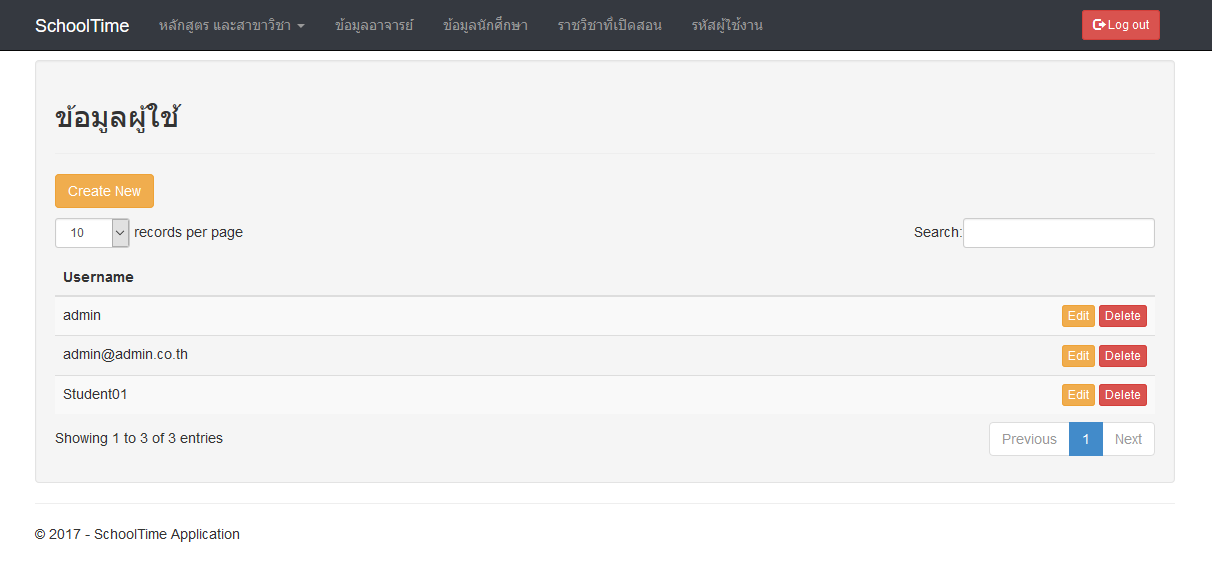 SchoolTime หลักสูตร และสาขาวิชา ข้อมูลอาจารย์ ข้อมูลนักศึกษา ราชวิชาที่เปิดสอน รหัสผู้ใช้งาน Log out
ข้อมูลผู้ใช้
Create New
10 records per page Search:
Username
admin Edit Delete
admin@admin.co.th Edit Delete
Student01 Edit Delete
Showing 1 to 3 of 3 entries Previous 1 Next
© 2017 - SchoolTime Application